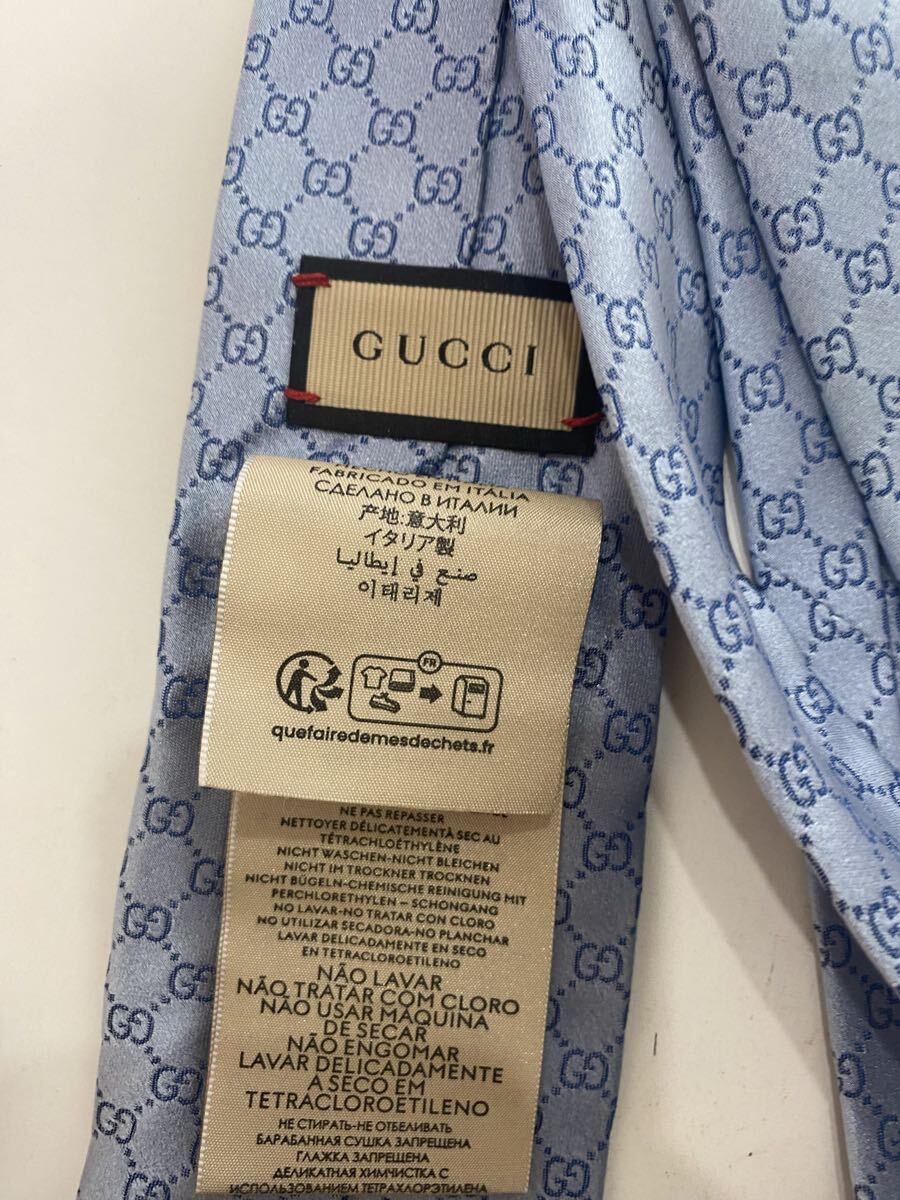 GUCCI
FABRICADO EM ITÁLIA
СДЕЛАНО В ИТАЛИИ
产地:意大利
イタリア製
صنع في إيطاليا
이태리제
FR
quefairedemesdechets.fr
NE PAS REPASSER
NETTOYER DÉLICATEMENTÀ SEC AU
TÉTRACHLOÉTHYLÈNE
NICHT WASCHEN-NICHT BLEICHEN
NICHT IM TROCKNER TROCKNEN
NICHT BÜGELN-CHEMISCHE REINIGUNG MIT
PERCHLORETHYLEN – SCHONGANG
NO LAVAR-NO TRATAR CON CLORO
NO UTILIZAR SECADORA-NO PLANCHAR
LAVAR DELICADAMENTE EN SECO
EN TETRACLOROETILENO
NÃO LAVAR
NÃO TRATAR COM CLORO
NÃO USAR MÁQUINA
DE SECAR
NÃO ENGOMAR
LAVAR DELICADAMENTE
A SECO EM
TETRACLOROETILENO
НЕ СТИРАТЬ-НЕ ОТБЕЛИВАТЬ
БАРАБАННАЯ СУШКА ЗАПРЕЩЕНА
ГЛАЖКА ЗАПРЕЩЕНА
ДЕЛИКАТНАЯ ХИМЧИСТКА С
ИСПОЛЬЗОВАНИЕМ ТЕТРАХЛОРЭТИЛЕНА